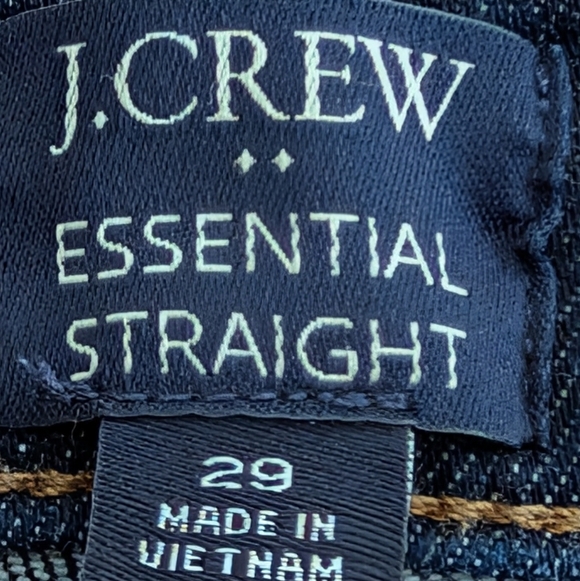 J.CREW
ESSENTIAL
STRAIGHT
29
MADE IN
VIETNAM